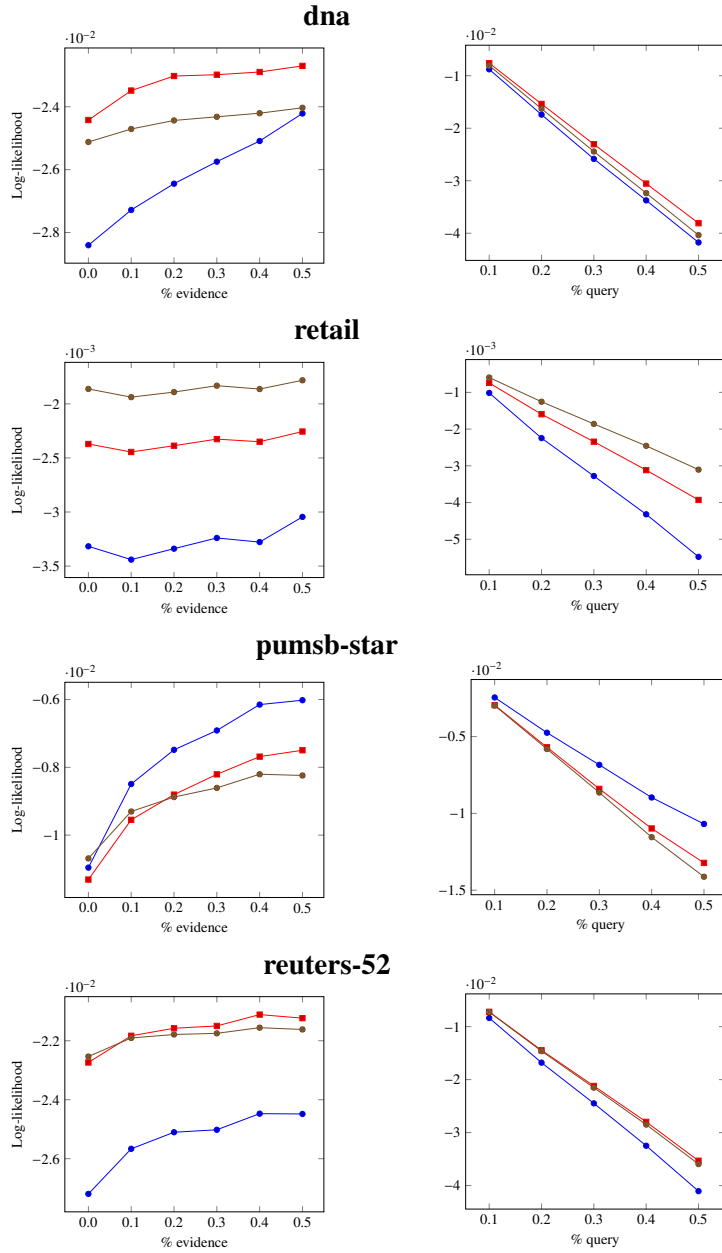 dna
·10⁻²
−2.4
−2.6
−2.8
Log-likelihood
0.0 0.1 0.2 0.3 0.4 0.5
% evidence
·10⁻²
−1
−2
−3
−4
0.1 0.2 0.3 0.4 0.5
% query
retail
·10⁻³
−2
−2.5
−3
−3.5
Log-likelihood
0.0 0.1 0.2 0.3 0.4 0.5
% evidence
·10⁻³
−1
−2
−3
−4
−5
0.1 0.2 0.3 0.4 0.5
% query
pumsb-star
·10⁻²
−0.6
−0.8
−1
Log-likelihood
0.0 0.1 0.2 0.3 0.4 0.5
% evidence
·10⁻²
−0.5
−1
−1.5
0.1 0.2 0.3 0.4 0.5
% query
reuters-52
·10⁻²
−2.2
−2.4
−2.6
Log-likelihood
0.0 0.1 0.2 0.3 0.4 0.5
% evidence
·10⁻²
−1
−2
−3
−4
0.1 0.2 0.3 0.4 0.5
% query